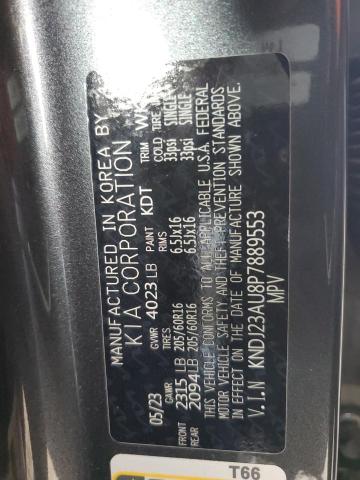 MANUFACTURED IN KOREA BY
KIA CORPORATION
05/23 GVWR 4023 LB PAINT KDT TRIM WK
GAWR RIMS COLD TIRE
FRONT 2315 LB 205/60R16 6.5Jx16 33psi SINGLE
REAR 2094 LB 205/60R16 6.5Jx16 33psi SINGLE
THIS VEHICLE CONFORMS TO ALL APPLICABLE U.S.A. FEDERAL
MOTOR VEHICLE SAFETY AND THEFT PREVENTION STANDARDS
IN EFFECT ON THE DATE OF MANUFACTURE SHOWN ABOVE.
V.I.N KNDJ23AU8P7889553
MPV
T66